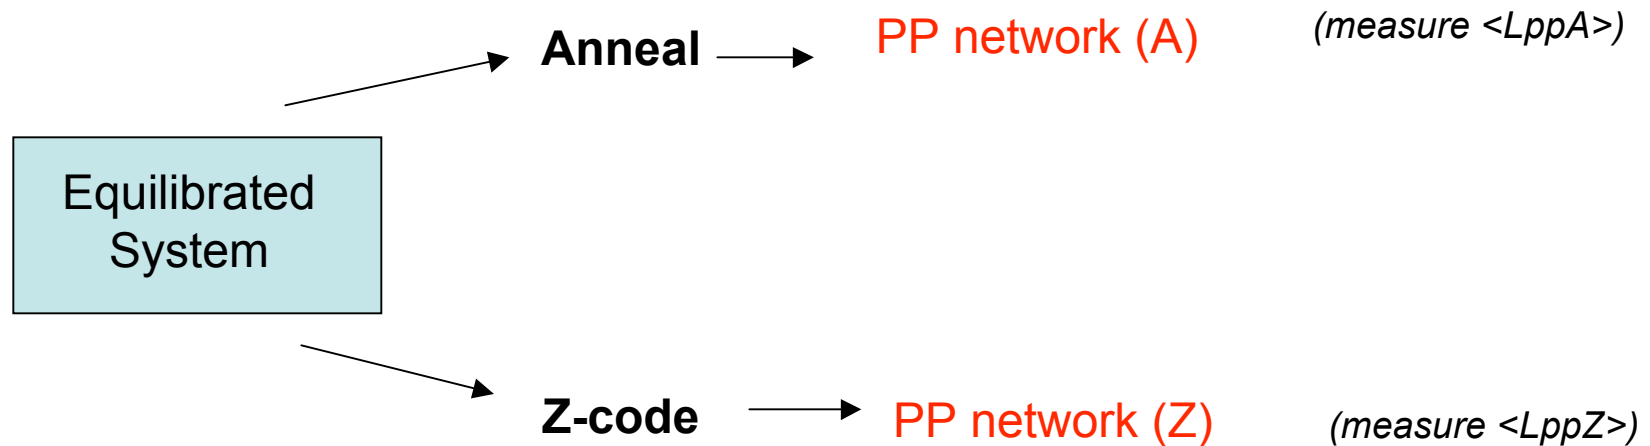 Anneal
PP network (A)
(measure <LppA>)
Equilibrated
System
Z-code
PP network (Z)
(measure <LppZ>)